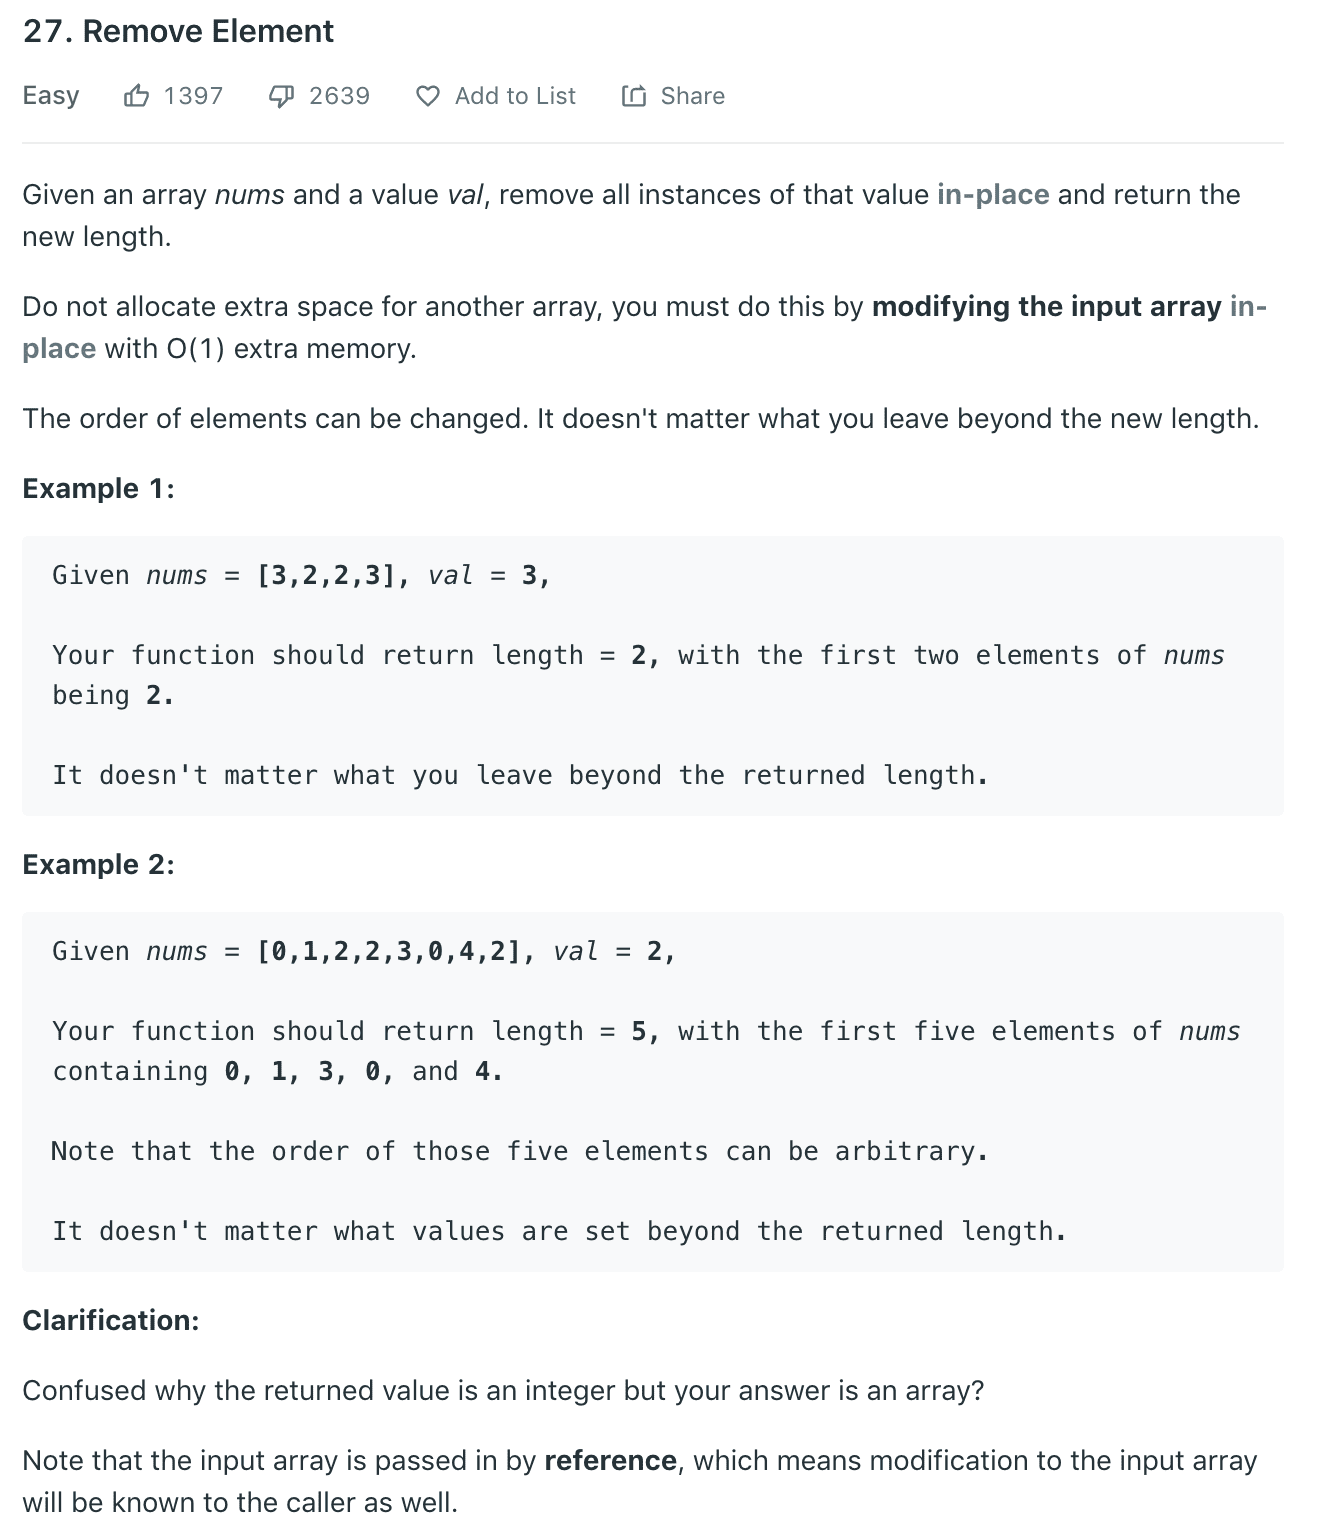 27. Remove Element
Easy 1397 2639 Add to List Share
Given an array nums and a value val, remove all instances of that value in-place and return the
new length.
Do not allocate extra space for another array, you must do this by modifying the input array in-
place with O(1) extra memory.
The order of elements can be changed. It doesn't matter what you leave beyond the new length.
Example 1:
Given nums = [3,2,2,3], val = 3,
Your function should return length = 2, with the first two elements of nums
being 2.
It doesn't matter what you leave beyond the returned length.
Example 2:
Given nums = [0,1,2,2,3,0,4,2], val = 2,
Your function should return length = 5, with the first five elements of nums
containing 0, 1, 3, 0, and 4.
Note that the order of those five elements can be arbitrary.
It doesn't matter what values are set beyond the returned length.
Clarification:
Confused why the returned value is an integer but your answer is an array?
Note that the input array is passed in by reference, which means modification to the input array
will be known to the caller as well.